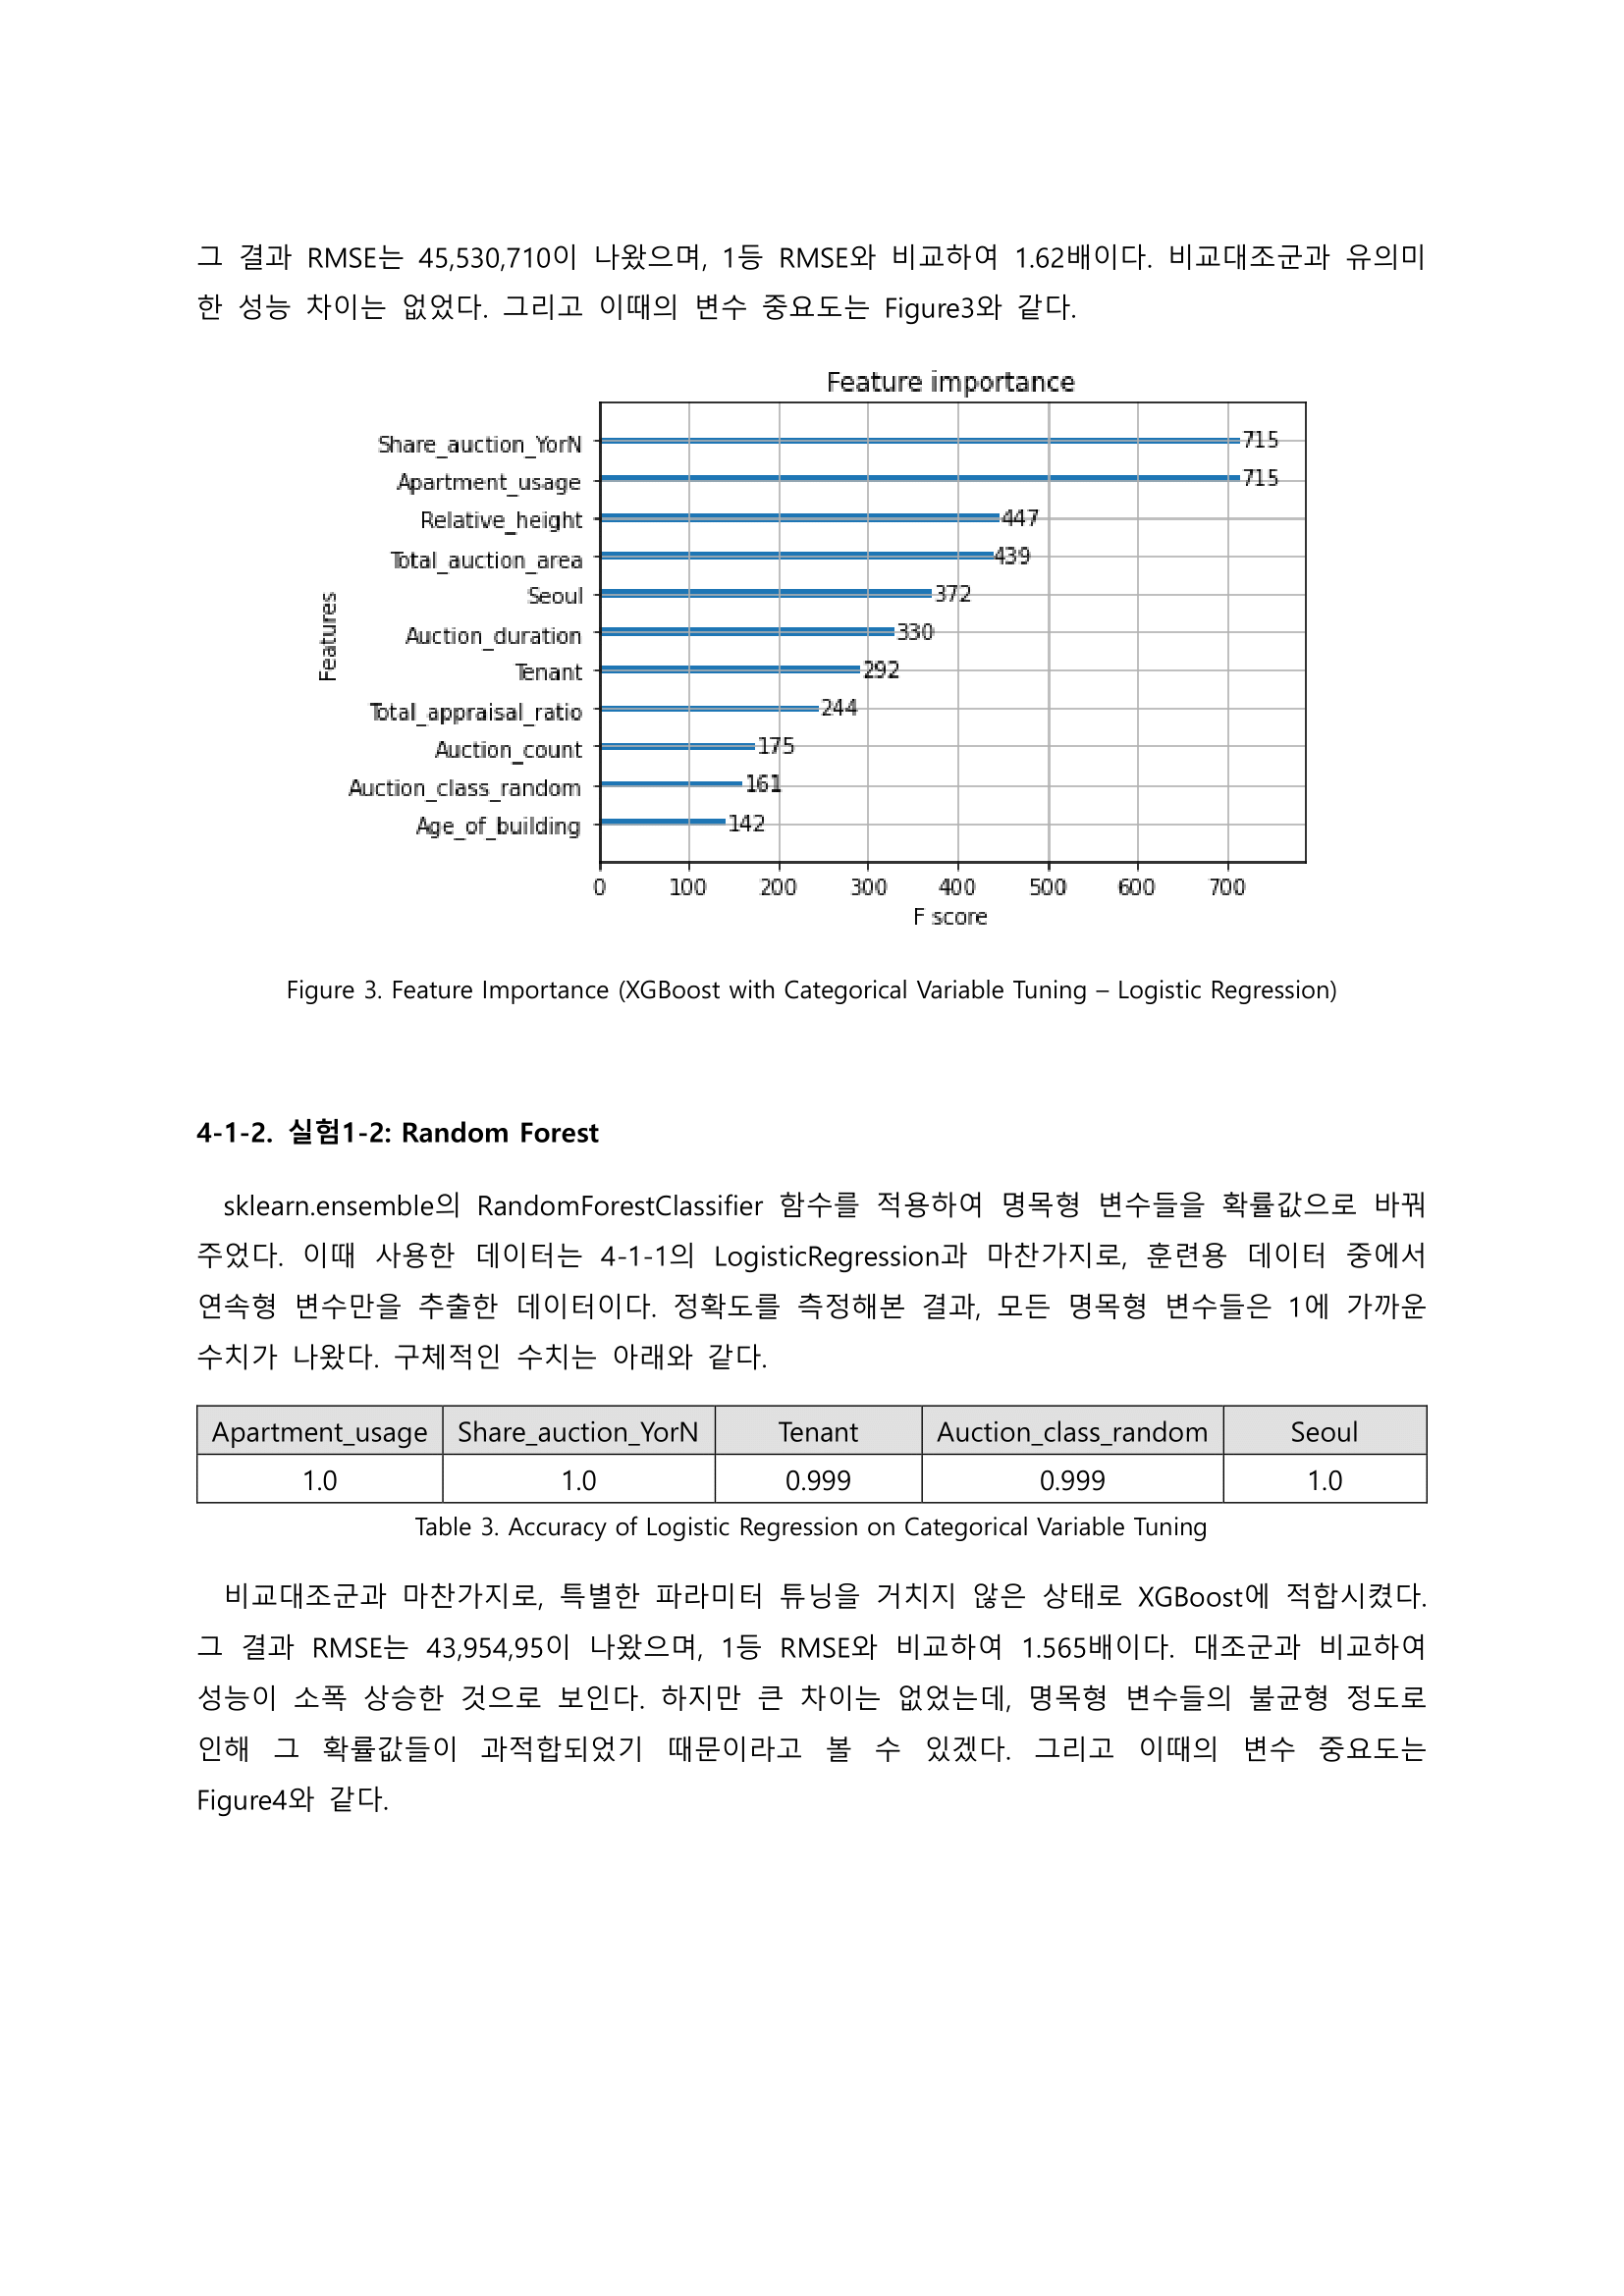 그 결과 RMSE는 45,530,710이 나왔으며, 1등 RMSE와 비교하여 1.62배이다. 비교대조군과 유의미
한 성능 차이는 없었다. 그리고 이때의 변수 중요도는 Figure3와 같다.
Feature importance
Share_auction_YorN 715
Apartment_usage 715
Relative_height 447
Total_auction_area 439
Seoul 372
Auction_duration 330
Tenant 292
Total_appraisal_ratio 244
Auction_count 175
Auction_class_random 161
Age_of_building 142
Features
0 100 200 300 400 500 600 700
F score
Figure 3. Feature Importance (XGBoost with Categorical Variable Tuning – Logistic Regression)
4-1-2. 실험1-2: Random Forest
sklearn.ensemble의 RandomForestClassifier 함수를 적용하여 명목형 변수들을 확률값으로 바꿔
주었다. 이때 사용한 데이터는 4-1-1의 LogisticRegression과 마찬가지로, 훈련용 데이터 중에서
연속형 변수만을 추출한 데이터이다. 정확도를 측정해본 결과, 모든 명목형 변수들은 1에 가까운
수치가 나왔다. 구체적인 수치는 아래와 같다.
Apartment_usage Share_auction_YorN Tenant Auction_class_random Seoul
1.0 1.0 0.999 0.999 1.0
Table 3. Accuracy of Logistic Regression on Categorical Variable Tuning
비교대조군과 마찬가지로, 특별한 파라미터 튜닝을 거치지 않은 상태로 XGBoost에 적합시켰다.
그 결과 RMSE는 43,954,95이 나왔으며, 1등 RMSE와 비교하여 1.565배이다. 대조군과 비교하여
성능이 소폭 상승한 것으로 보인다. 하지만 큰 차이는 없었는데, 명목형 변수들의 불균형 정도로
인해 그 확률값들이 과적합되었기 때문이라고 볼 수 있겠다. 그리고 이때의 변수 중요도는
Figure4와 같다.